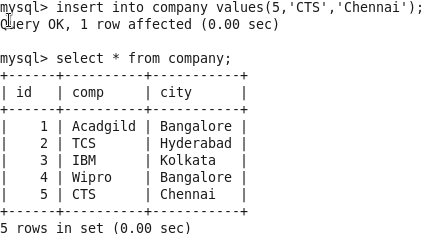 mysql> insert into company values(5,'CTS','Chennai');
Query OK, 1 row affected (0.00 sec)

mysql> select * from company;
+------+----------+-----------+
| id   | comp     | city      |
+------+----------+-----------+
|    1 | Acadgild | Bangalore |
|    2 | TCS      | Hyderabad |
|    3 | IBM      | Kolkata   |
|    4 | Wipro    | Bangalore |
|    5 | CTS      | Chennai   |
+------+----------+-----------+
5 rows in set (0.00 sec)